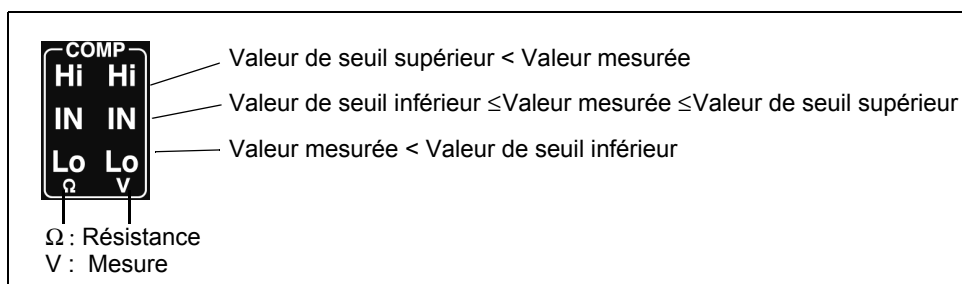 COMP
Hi Hi
Valeur de seuil supérieur < Valeur mesurée
IN IN
Valeur de seuil inférieur ≤Valeur mesurée ≤Valeur de seuil supérieur
Lo Lo
Valeur mesurée < Valeur de seuil inférieur
Ω V
Ω : Résistance
V : Mesure